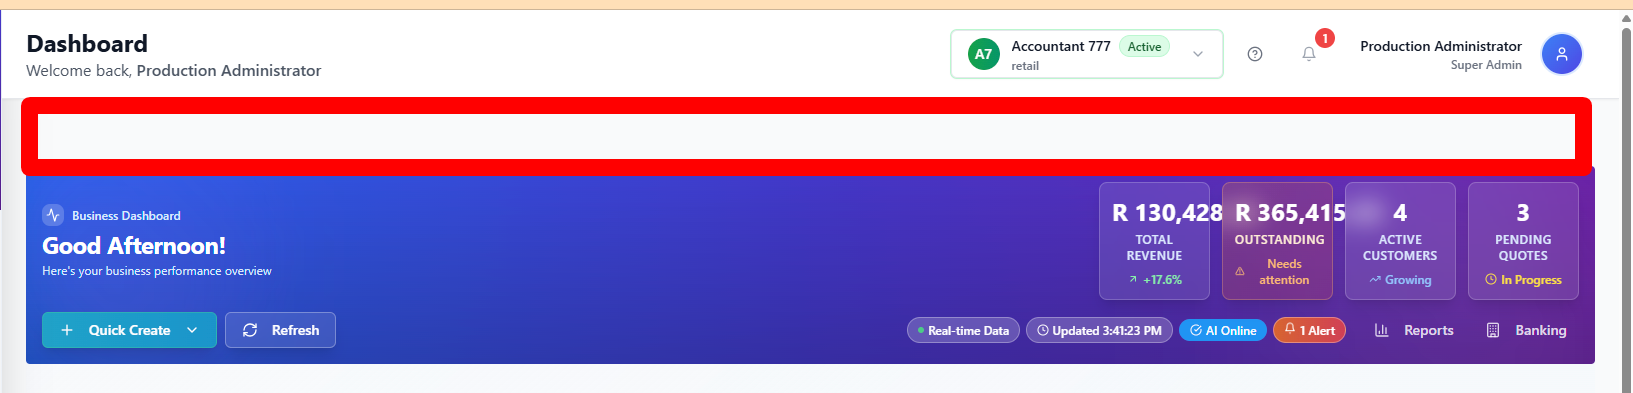 Dashboard
Welcome back, Production Administrator
A7
Accountant 777
Active
retail
1
Production Administrator
Super Admin
Business Dashboard
Good Afternoon!
Here's your business performance overview
R 130,428
TOTAL
REVENUE
+17.6%
R 365,415
OUTSTANDING
Needs
attention
4
ACTIVE
CUSTOMERS
Growing
3
PENDING
QUOTES
In Progress
Quick Create
Refresh
Real-time Data
Updated 3:41:23 PM
AI Online
1 Alert
Reports
Banking